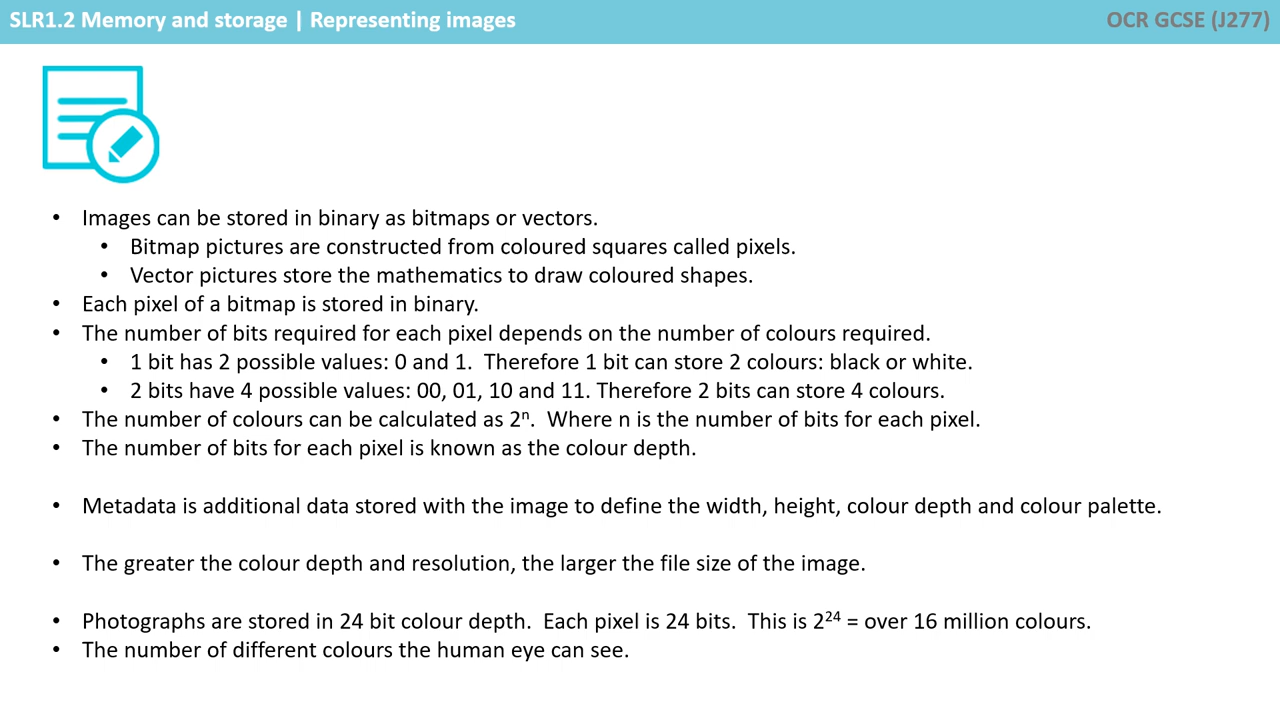 SLR1.2 Memory and storage | Representing images
OCR GCSE (J277)
• Images can be stored in binary as bitmaps or vectors.
• Bitmap pictures are constructed from coloured squares called pixels.
• Vector pictures store the mathematics to draw coloured shapes.
• Each pixel of a bitmap is stored in binary.
• The number of bits required for each pixel depends on the number of colours required.
• 1 bit has 2 possible values: 0 and 1.  Therefore 1 bit can store 2 colours: black or white.
• 2 bits have 4 possible values: 00, 01, 10 and 11. Therefore 2 bits can store 4 colours.
• The number of colours can be calculated as 2ⁿ.  Where n is the number of bits for each pixel.
• The number of bits for each pixel is known as the colour depth.
• Metadata is additional data stored with the image to define the width, height, colour depth and colour palette.
• The greater the colour depth and resolution, the larger the file size of the image.
• Photographs are stored in 24 bit colour depth.  Each pixel is 24 bits.  This is 2²⁴ = over 16 million colours.
• The number of different colours the human eye can see.